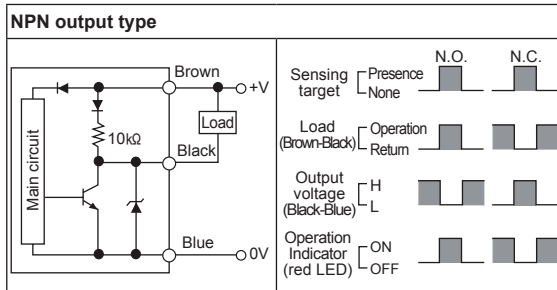 NPN output type
Brown
+V
Load
10kΩ
Black
Main circuit
Blue
0V
N.O.
N.C.
Sensing target
Presence
None
Load
(Brown-Black)
Operation
Return
Output voltage
(Black-Blue)
H
L
Operation Indicator
(red LED)
ON
OFF